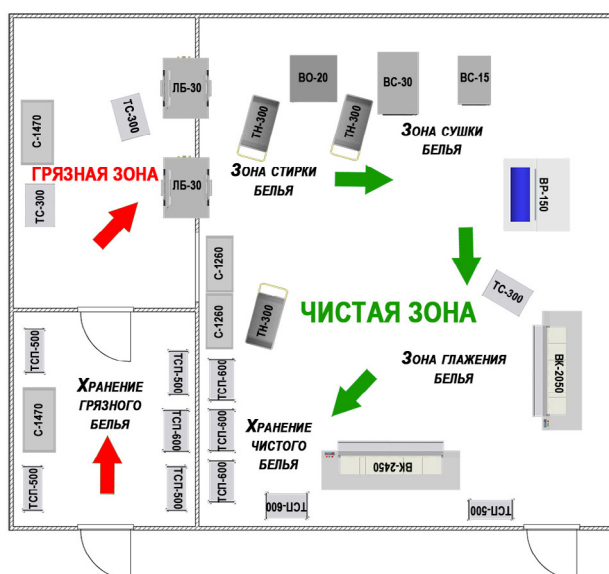 ЛБ-30
ВО-20
ВС-30
ВС-15
С-1470
ТС-300
ТН-300
ТН-300
ЗОНА СУШКИ
БЕЛЬЯ
ГРЯЗНАЯ ЗОНА
ЛБ-30
ЗОНА СТИРКИ
БЕЛЬЯ
ТС-300
ВР-150
С-1260
С-1260
ТН-300
ЧИСТАЯ ЗОНА
ТС-300
ТСП-500
ТСП-500
ТСП-600
ЗОНА ГЛАЖЕНИЯ
БЕЛЬЯ
ВК-2050
ХРАНЕНИЕ
ГРЯЗНОГО
БЕЛЬЯ
С-1470
ТСП-600
ТСП-600
ХРАНЕНИЕ
ЧИСТОГО
БЕЛЬЯ
ВК-2450
ТСП-500
ТСП-500
ТСП-600
ТСП-600
ТСП-500